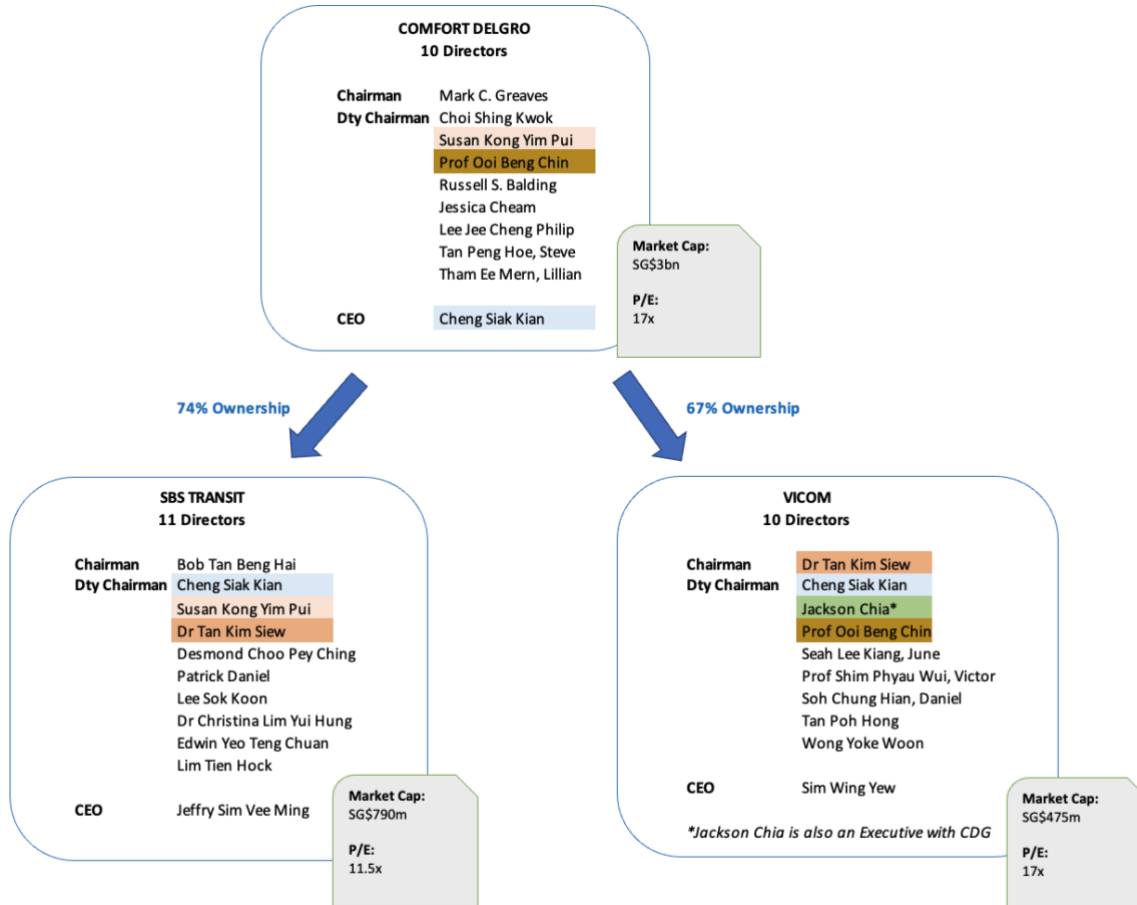 COMFORT DELGRO
10 Directors
Chairman Mark C. Greaves
Dty Chairman Choi Shing Kwok
Susan Kong Yim Pui
Prof Ooi Beng Chin
Russell S. Balding
Jessica Cheam
Lee Jee Cheng Philip
Tan Peng Hoe, Steve
Tham Ee Mern, Lillian
CEO Cheng Siak Kian
Market Cap:
SG$3bn
P/E:
17x
74% Ownership
67% Ownership
SBS TRANSIT
11 Directors
Chairman Bob Tan Beng Hai
Dty Chairman Cheng Siak Kian
Susan Kong Yim Pui
Dr Tan Kim Siew
Desmond Choo Pey Ching
Patrick Daniel
Lee Sok Koon
Dr Christina Lim Yui Hung
Edwin Yeo Teng Chuan
Lim Tien Hock
CEO Jeffry Sim Vee Ming
Market Cap:
SG$790m
P/E:
11.5x
VICOM
10 Directors
Chairman Dr Tan Kim Siew
Dty Chairman Cheng Siak Kian
Jackson Chia*
Prof Ooi Beng Chin
Seah Lee Kiang, June
Prof Shim Phyau Wui, Victor
Soh Chung Hian, Daniel
Tan Poh Hong
Wong Yoke Woon
CEO Sim Wing Yew
*Jackson Chia is also an Executive with CDG
Market Cap:
SG$475m
P/E:
17x